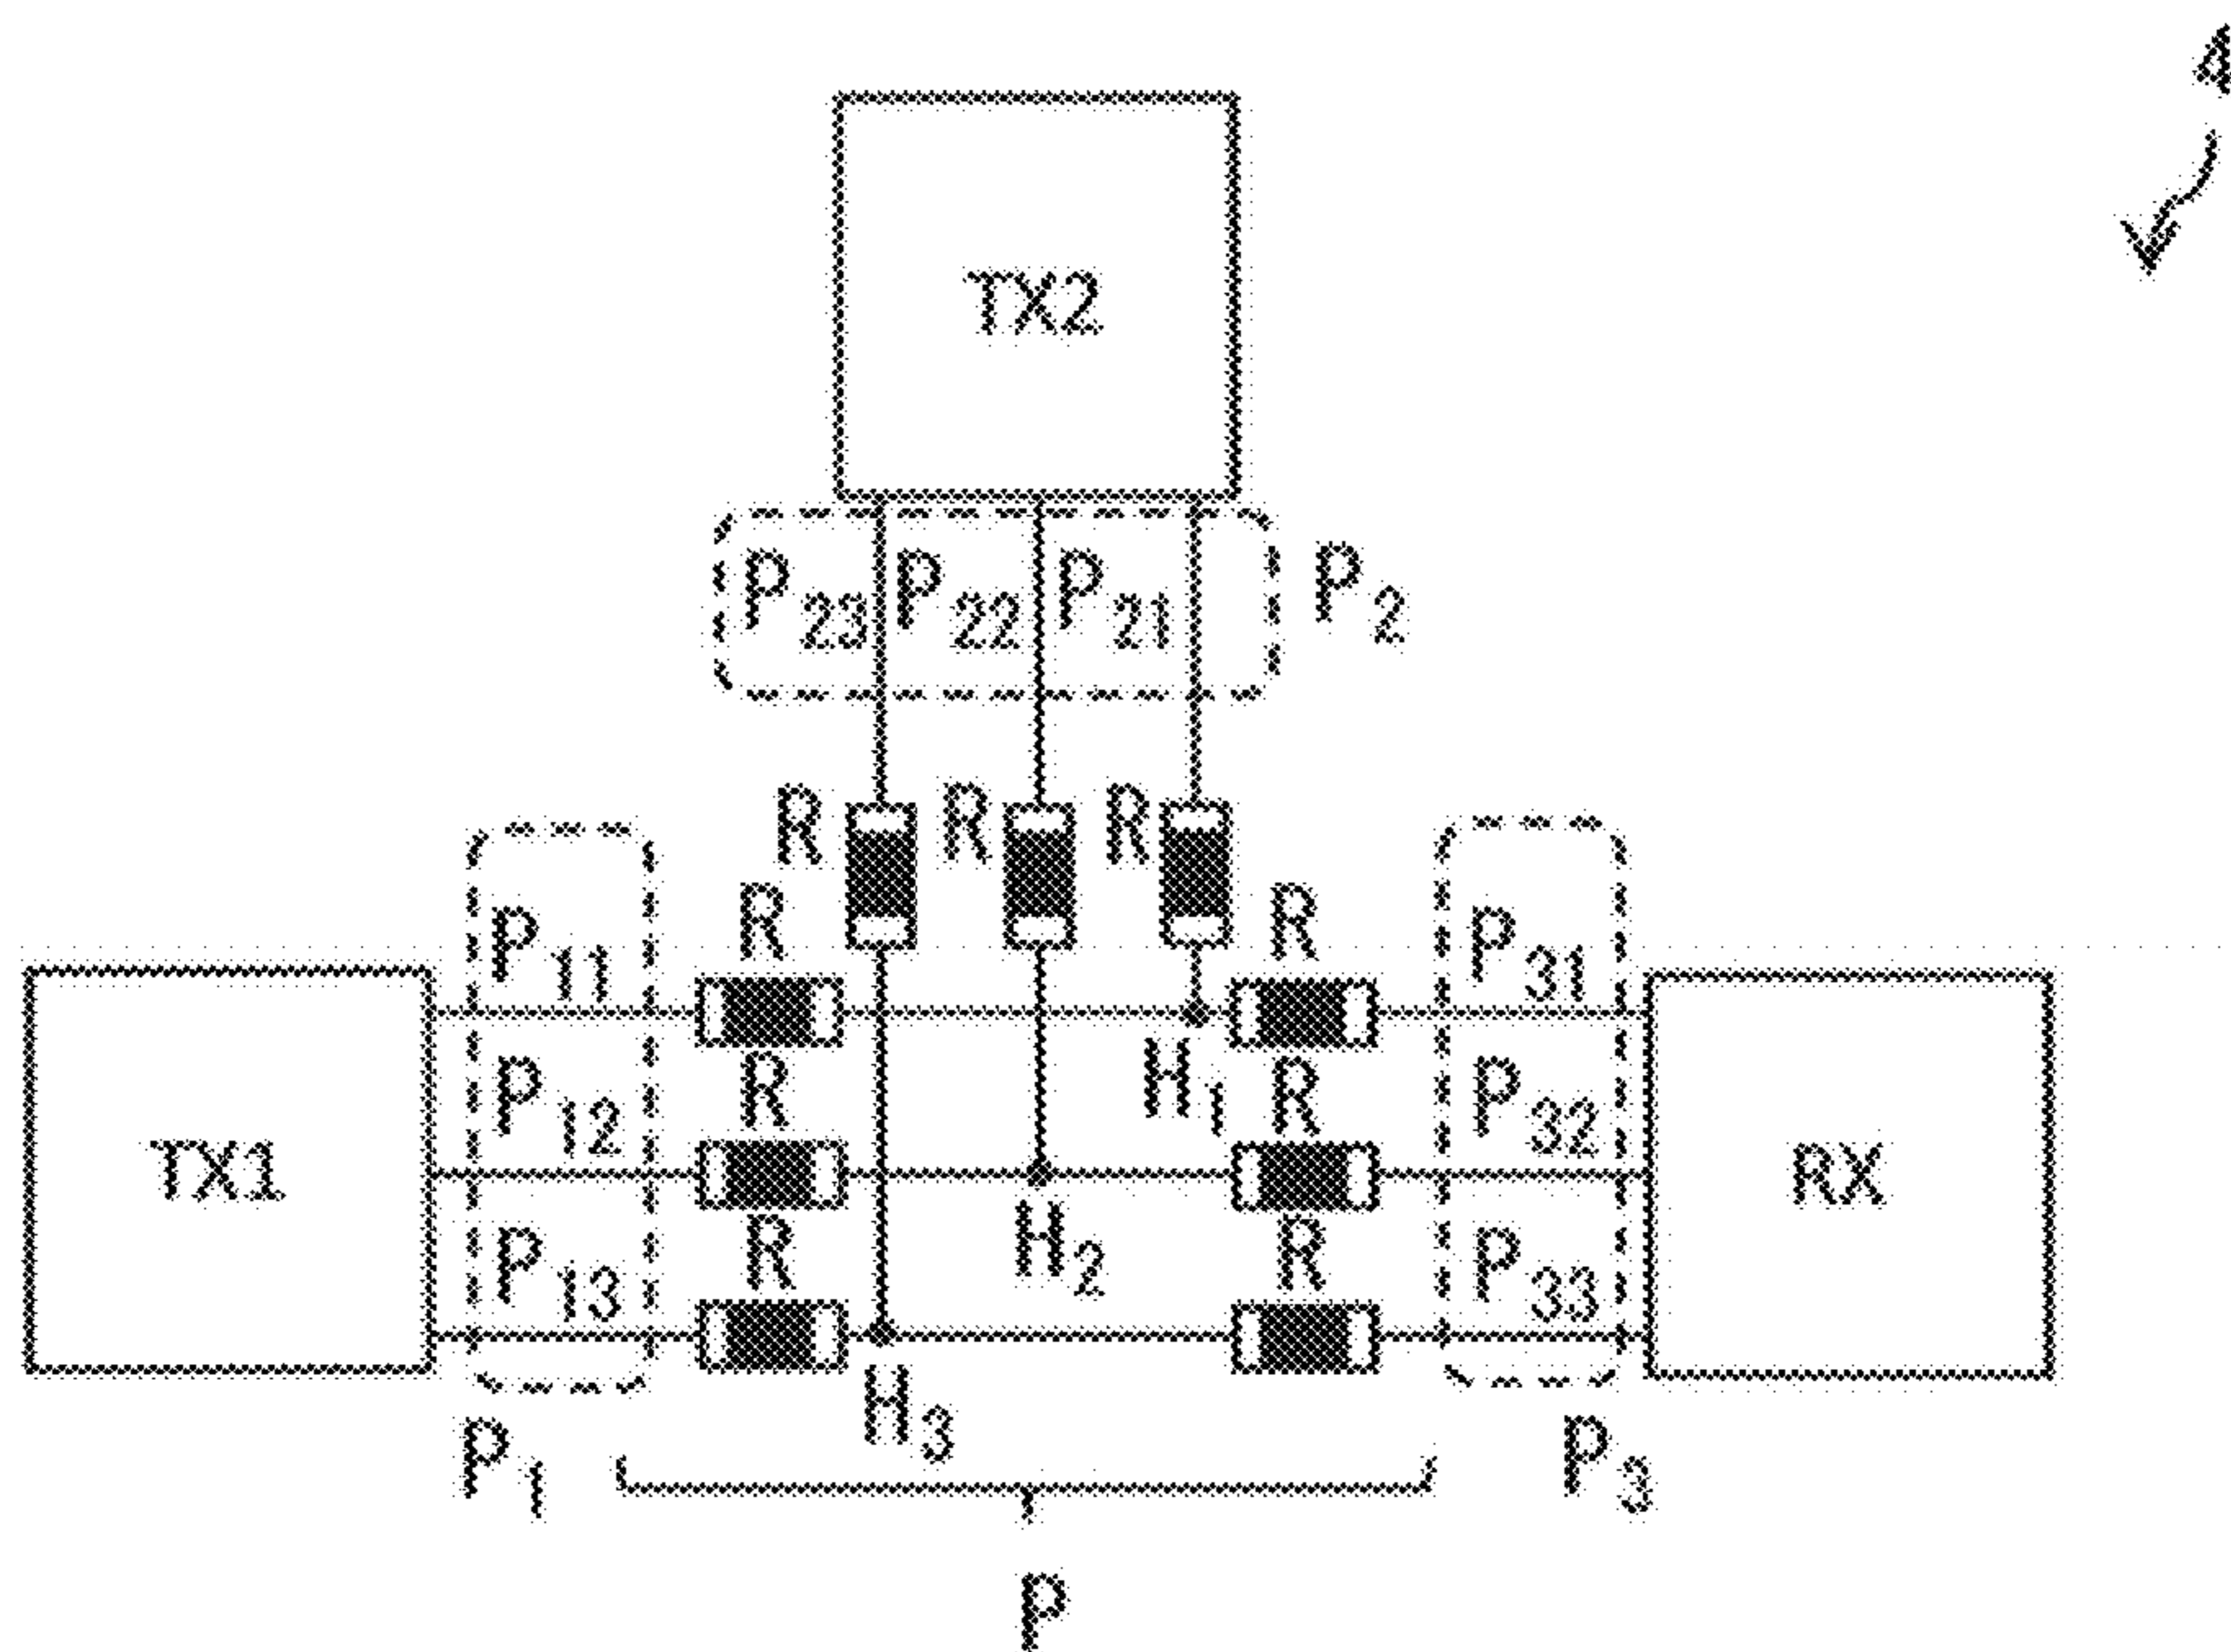 4
TX2
P23 P22 P21 P2
R R R
R R
P11 P31
H1
R R
P12 P32
TX1 RX
H2
R R
P13 P33
H3
P1 P3
P